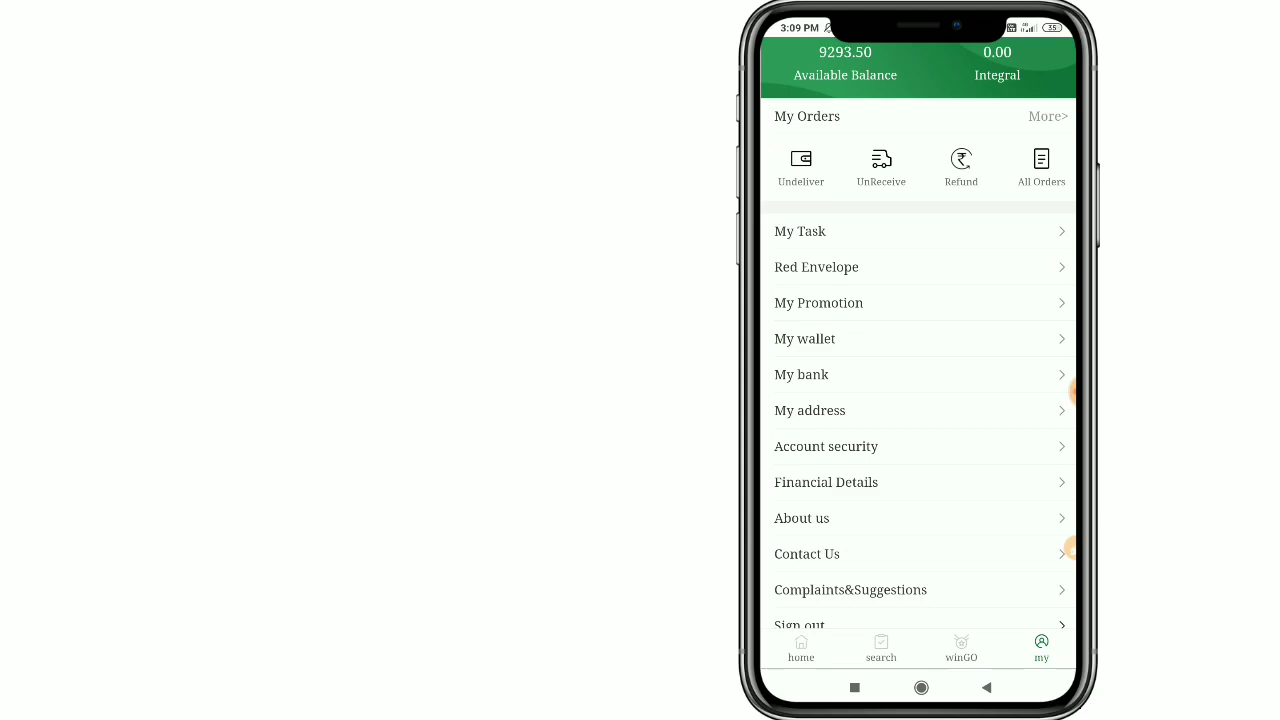 3:09 PM
35
9293.50
0.00
Available Balance
Integral
My Orders
More>
Undeliver
UnReceive
Refund
All Orders
My Task
Red Envelope
My Promotion
My wallet
My bank
My address
Account security
Financial Details
About us
Contact Us
Complaints&Suggestions
Sign out
home
search
winGO
my